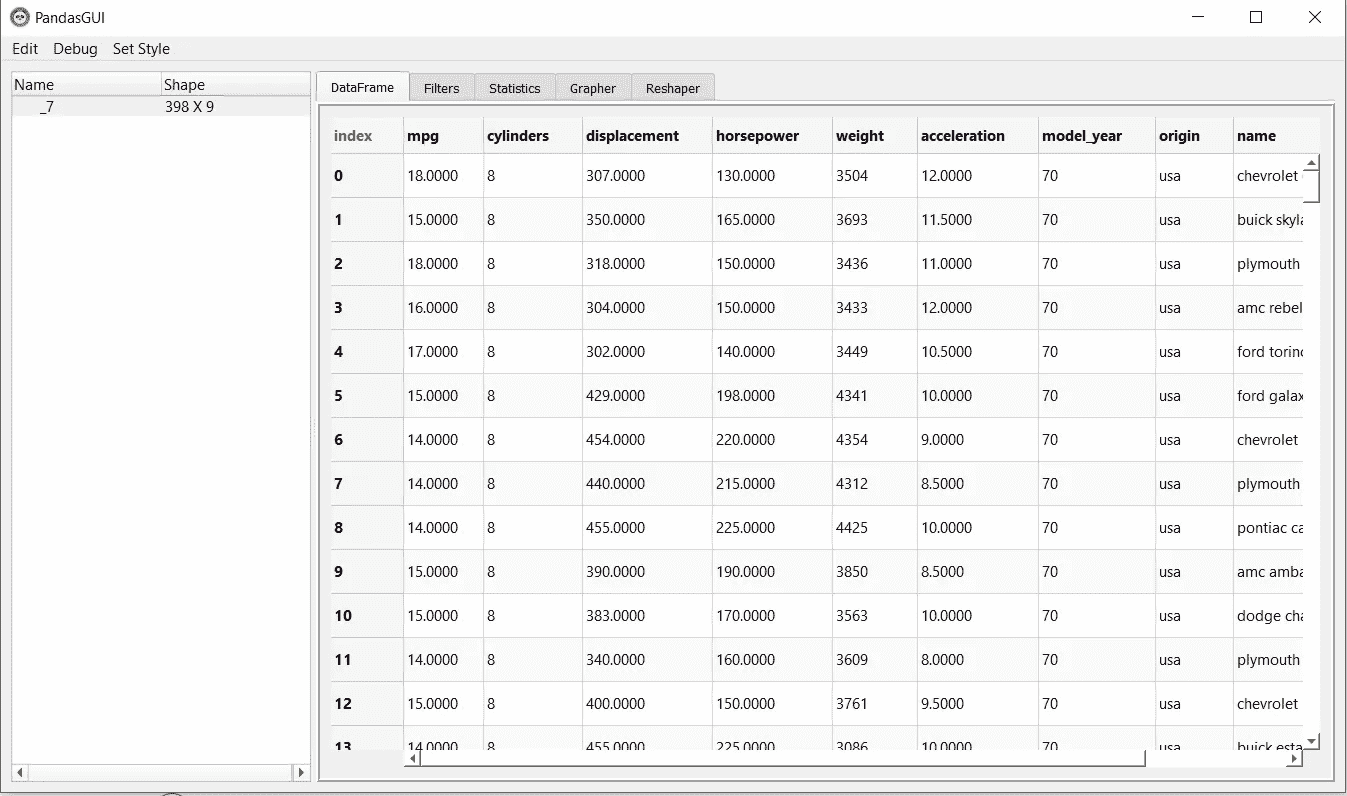 PandasGUI
Edit Debug Set Style
Name Shape
_7 398 X 9
DataFrame Filters Statistics Grapher Reshaper
index mpg cylinders displacement horsepower weight acceleration model_year origin name
0 18.0000 8 307.0000 130.0000 3504 12.0000 70 usa chevrolet
1 15.0000 8 350.0000 165.0000 3693 11.5000 70 usa buick skyla
2 18.0000 8 318.0000 150.0000 3436 11.0000 70 usa plymouth
3 16.0000 8 304.0000 150.0000 3433 12.0000 70 usa amc rebel
4 17.0000 8 302.0000 140.0000 3449 10.5000 70 usa ford torino
5 15.0000 8 429.0000 198.0000 4341 10.0000 70 usa ford galax
6 14.0000 8 454.0000 220.0000 4354 9.0000 70 usa chevrolet
7 14.0000 8 440.0000 215.0000 4312 8.5000 70 usa plymouth
8 14.0000 8 455.0000 225.0000 4425 10.0000 70 usa pontiac ca
9 15.0000 8 390.0000 190.0000 3850 8.5000 70 usa amc amba
10 15.0000 8 383.0000 170.0000 3563 10.0000 70 usa dodge cha
11 14.0000 8 340.0000 160.0000 3609 8.0000 70 usa plymouth
12 15.0000 8 400.0000 150.0000 3761 9.5000 70 usa chevrolet
13 14.0000 8 455.0000 225.0000 3086 10.0000 70 usa buick esta